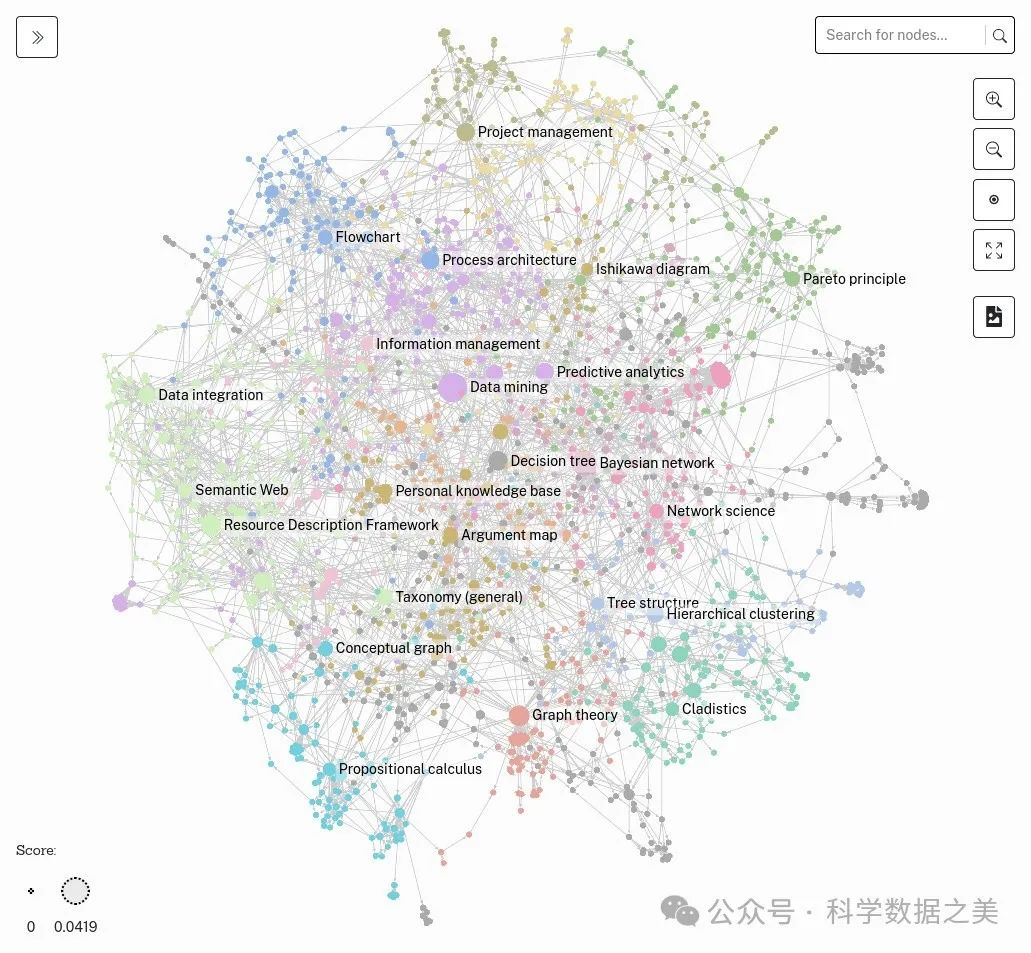 Search for nodes...
Project management
Flowchart
Process architecture
Ishikawa diagram
Pareto principle
Information management
Predictive analytics
Data mining
Data integration
Decision tree
Bayesian network
Semantic Web
Personal knowledge base
Network science
Resource Description Framework
Argument map
Taxonomy (general)
Tree structure
Hierarchical clustering
Conceptual graph
Cladistics
Graph theory
Propositional calculus
Score:
0
0.0419
公众号 · 科学数据之美